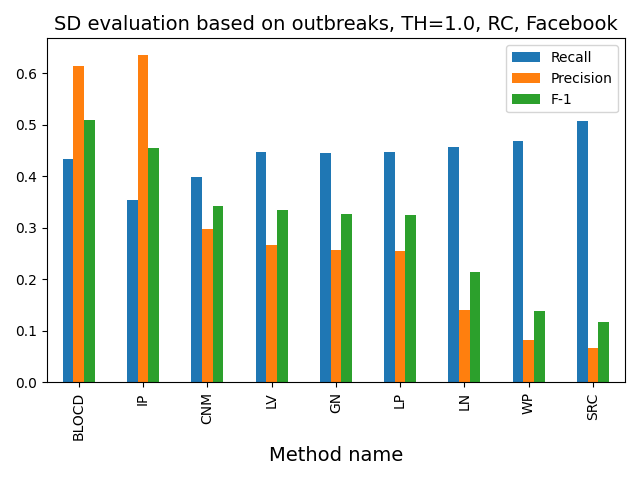 SD evaluation based on outbreaks, TH=1.0, RC, Facebook
Recall
Precision
F-1
0.6
0.5
0.4
0.3
0.2
0.1
0.0
BLOCD
IP
CNM
LV
GN
LP
LN
WP
SRC
Method name